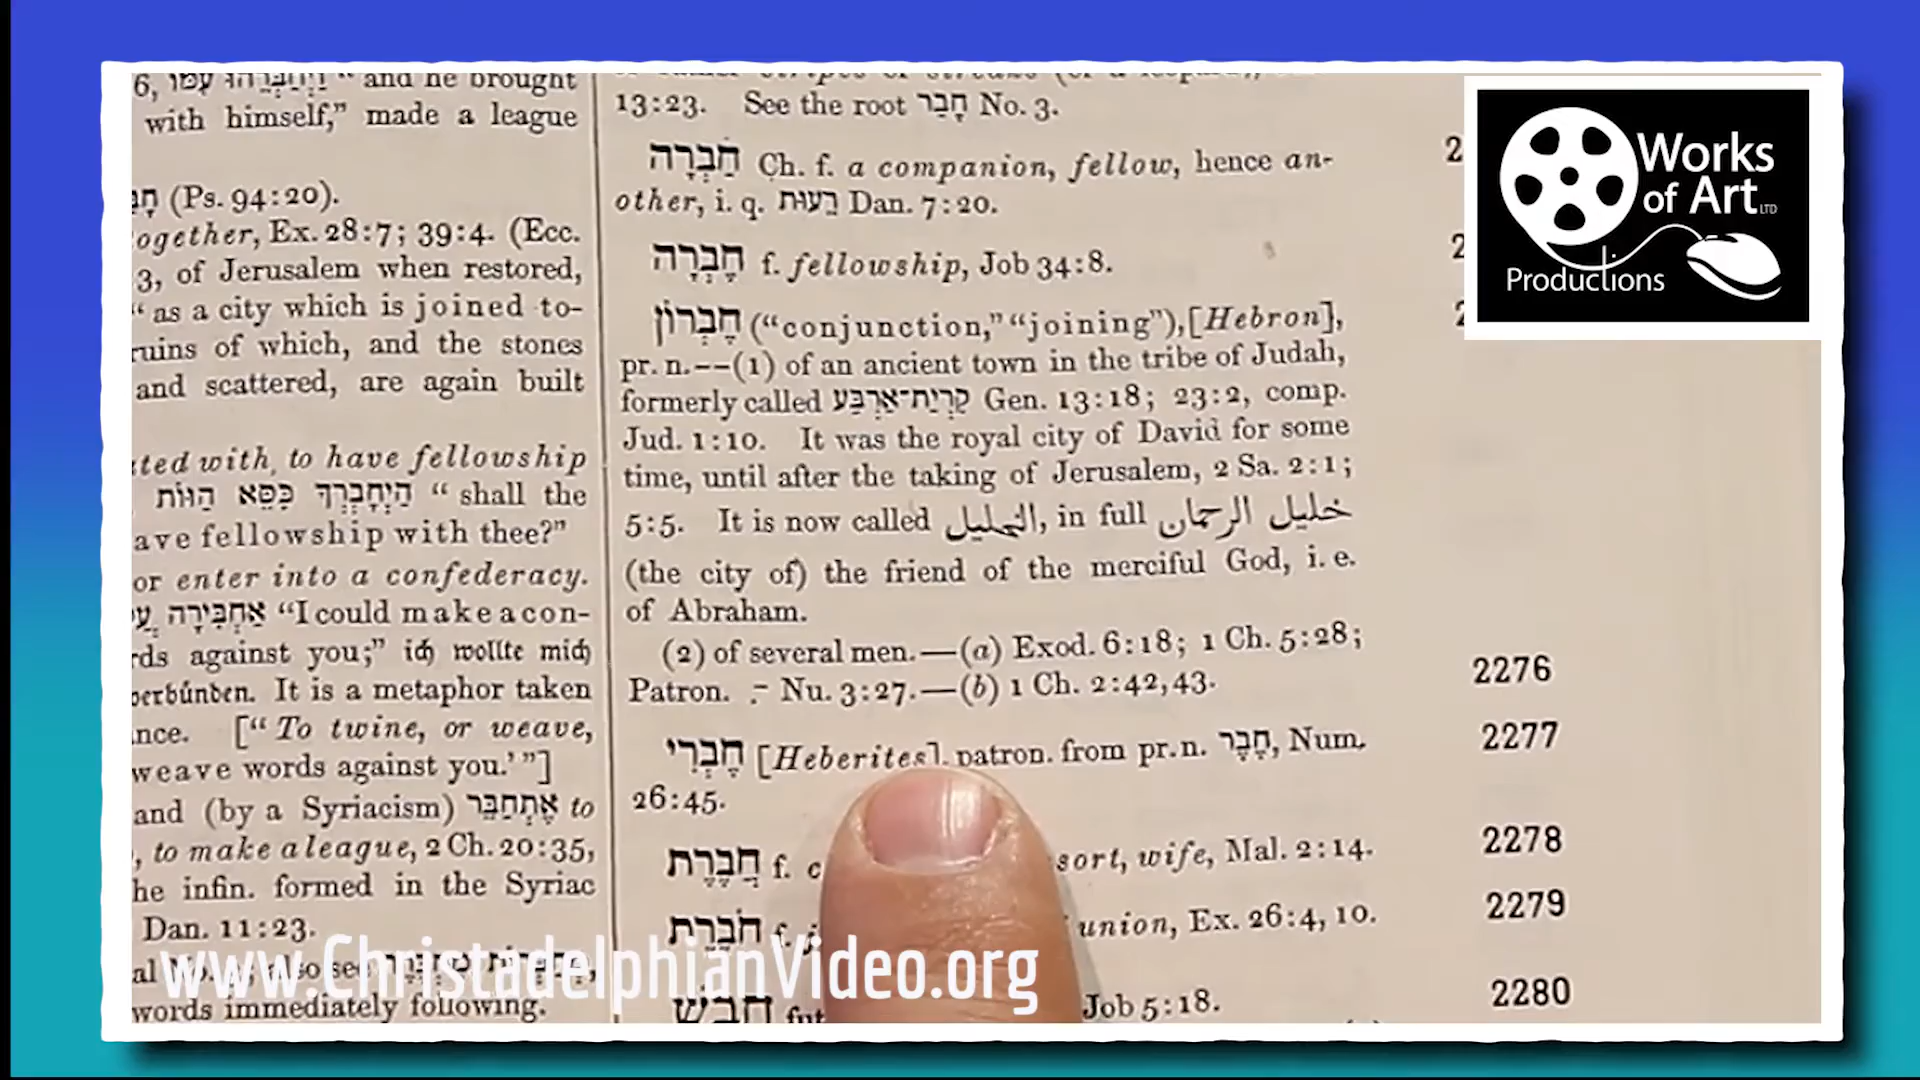 6, וַיְחַבְּרֵהוּ עִמּוֹ "and he brought
with himself," made a league
(Ps. 94:20).
together, Ex. 28:7; 39:4. (Ecc.
3, of Jerusalem when restored,
"as a city which is joined to-
ruins of which, and the stones
and scattered, are again built
ted with, to have fellowship
הַיְחָבְרְךָ כִּסֵּא הַוּוֹת "shall the
ave fellowship with thee?"
or enter into a confederacy.
אַחְבִּירָה "I could make a con-
rds against you;" ich wollte mich
verbünden. It is a metaphor taken
nce. ["To twine, or weave,
weave words against you.'"]
and (by a Syriacism) אֶתְחַבַּר to
, to make a league, 2 Ch. 20:35,
he infin. formed in the Syriac
Dan. 11:23.
words immediately following.
13:23. See the root חָבַר No. 3.
חַבְרָה Ch. f. a companion, fellow, hence an-
other, i. q. רֵעוּת Dan. 7:20.
חֶבְרָה f. fellowship, Job 34:8.
חֶבְרוֹן ("conjunction," "joining"), [Hebron],
pr. n.--(1) of an ancient town in the tribe of Judah,
formerly called קִרְיַת־אַרְבַּע Gen. 13:18; 23:2, comp.
Jud. 1:10. It was the royal city of David for some
time, until after the taking of Jerusalem, 2 Sa. 2:1;
5:5. It is now called الخليل, in full خليل الرحمان
(the city of) the friend of the merciful God, i. e.
of Abraham.
(2) of several men.—(a) Exod. 6:18; 1 Ch. 5:28;
Patron. Nu. 3:27.—(b) 1 Ch. 2:42, 43.
חֶבְרִי [Heberites]. patron. from pr. n. חֶבֶר, Num.
26:45.
חֲבֶרֶת f. c sort, wife, Mal. 2:14.
חֹבֶרֶת f. j union, Ex. 26:4, 10.
חָבַשׁ fut Job 5:18.
2276
2277
2278
2279
2280
Works
of Art LTD
Productions
www.ChristadelphianVideo.org